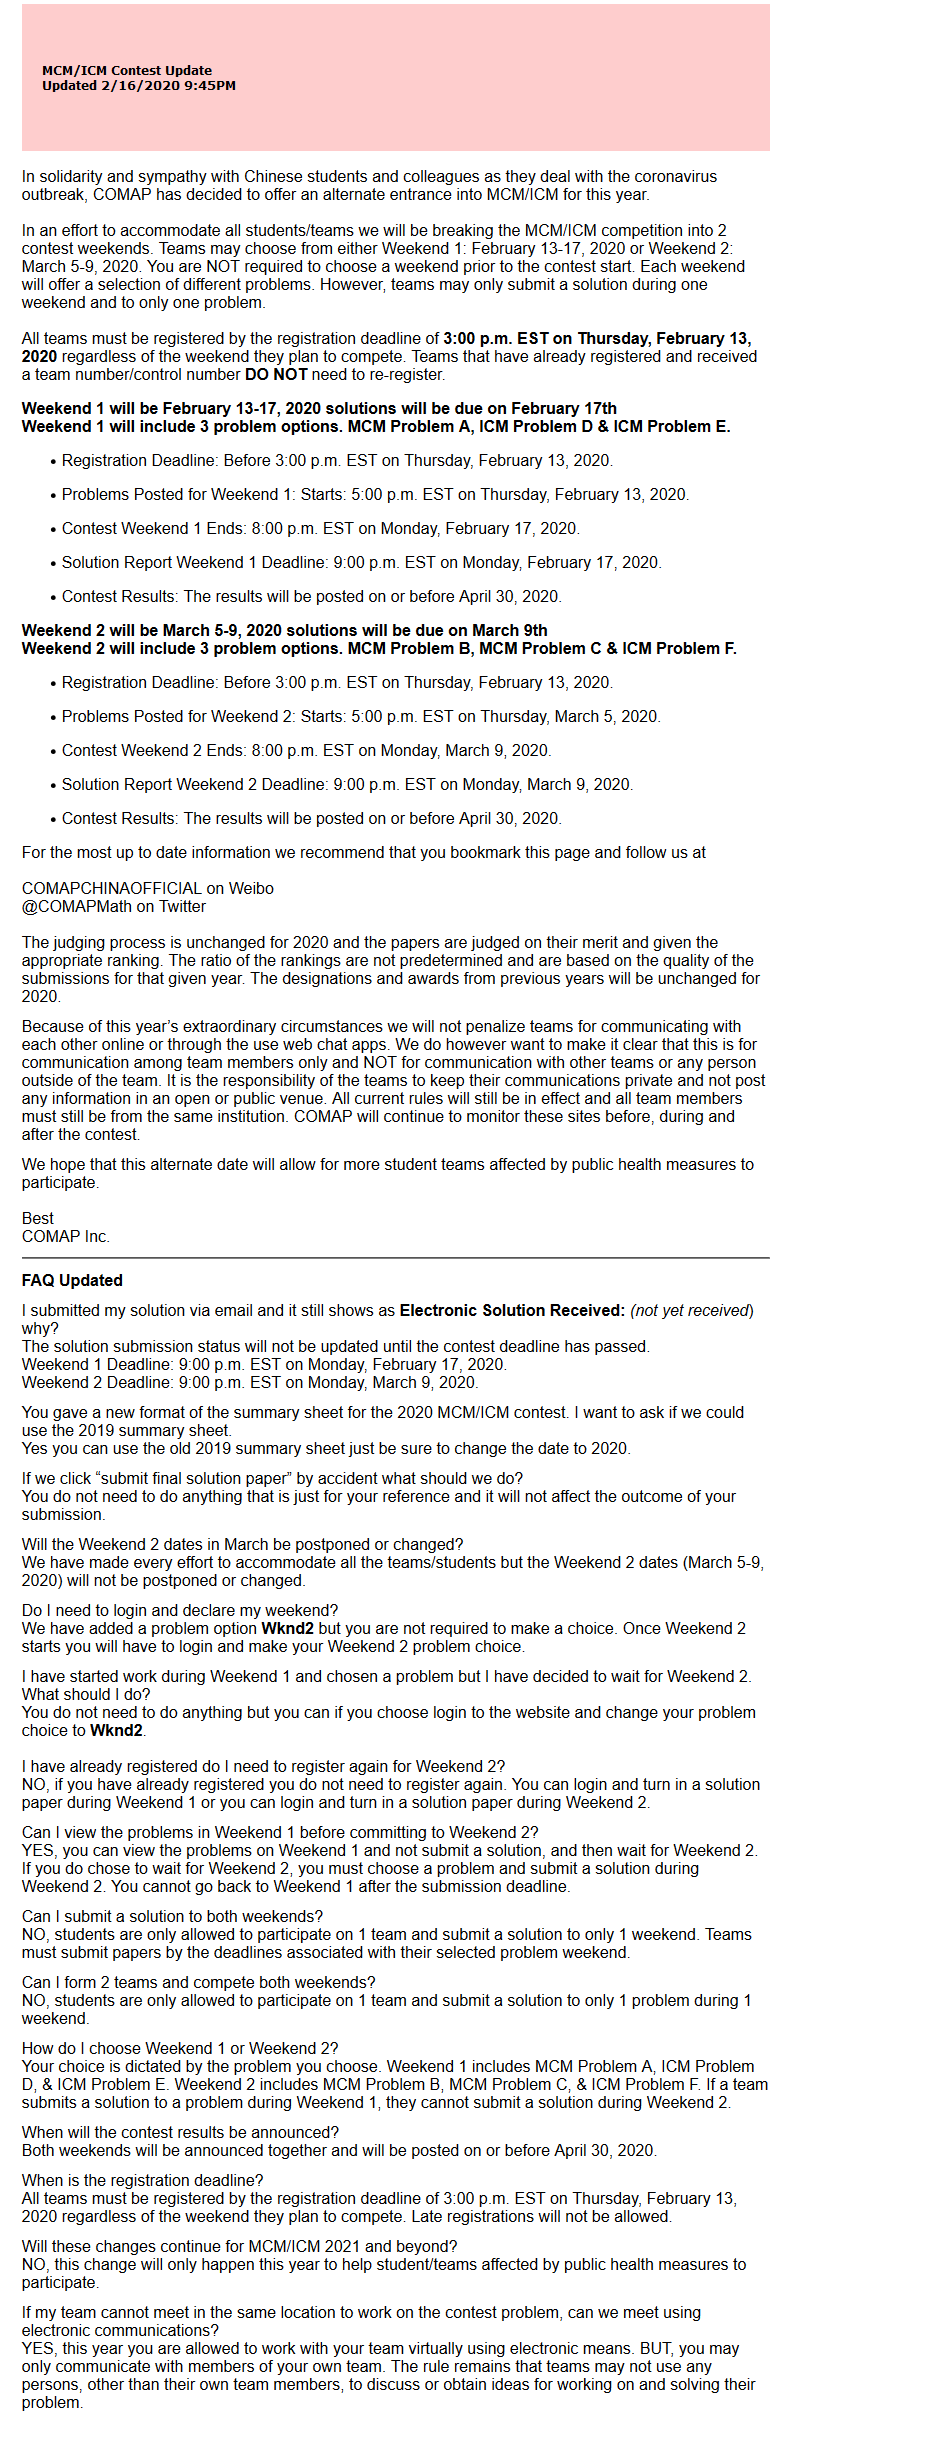 MCM/ICM Contest Update
Updated 2/16/2020 9:45PM
In solidarity and sympathy with Chinese students and colleagues as they deal with the coronavirus
outbreak, COMAP has decided to offer an alternate entrance into MCM/ICM for this year.
In an effort to accommodate all students/teams we will be breaking the MCM/ICM competition into 2
contest weekends. Teams may choose from either Weekend 1: February 13-17, 2020 or Weekend 2:
March 5-9, 2020. You are NOT required to choose a weekend prior to the contest start. Each weekend
will offer a selection of different problems. However, teams may only submit a solution during one
weekend and to only one problem.
All teams must be registered by the registration deadline of 3:00 p.m. EST on Thursday, February 13,
2020 regardless of the weekend they plan to compete. Teams that have already registered and received
a team number/control number DO NOT need to re-register.
Weekend 1 will be February 13-17, 2020 solutions will be due on February 17th
Weekend 1 will include 3 problem options. MCM Problem A, ICM Problem D & ICM Problem E.
• Registration Deadline: Before 3:00 p.m. EST on Thursday, February 13, 2020.
• Problems Posted for Weekend 1: Starts: 5:00 p.m. EST on Thursday, February 13, 2020.
• Contest Weekend 1 Ends: 8:00 p.m. EST on Monday, February 17, 2020.
• Solution Report Weekend 1 Deadline: 9:00 p.m. EST on Monday, February 17, 2020.
• Contest Results: The results will be posted on or before April 30, 2020.
Weekend 2 will be March 5-9, 2020 solutions will be due on March 9th
Weekend 2 will include 3 problem options. MCM Problem B, MCM Problem C & ICM Problem F.
• Registration Deadline: Before 3:00 p.m. EST on Thursday, February 13, 2020.
• Problems Posted for Weekend 2: Starts: 5:00 p.m. EST on Thursday, March 5, 2020.
• Contest Weekend 2 Ends: 8:00 p.m. EST on Monday, March 9, 2020.
• Solution Report Weekend 2 Deadline: 9:00 p.m. EST on Monday, March 9, 2020.
• Contest Results: The results will be posted on or before April 30, 2020.
For the most up to date information we recommend that you bookmark this page and follow us at
COMAPCHINAOFFICIAL on Weibo
@COMAPMath on Twitter
The judging process is unchanged for 2020 and the papers are judged on their merit and given the
appropriate ranking. The ratio of the rankings are not predetermined and are based on the quality of the
submissions for that given year. The designations and awards from previous years will be unchanged for
2020.
Because of this year’s extraordinary circumstances we will not penalize teams for communicating with
each other online or through the use web chat apps. We do however want to make it clear that this is for
communication among team members only and NOT for communication with other teams or any person
outside of the team. It is the responsibility of the teams to keep their communications private and not post
any information in an open or public venue. All current rules will still be in effect and all team members
must still be from the same institution. COMAP will continue to monitor these sites before, during and
after the contest.
We hope that this alternate date will allow for more student teams affected by public health measures to
participate.
Best
COMAP Inc.
FAQ Updated
I submitted my solution via email and it still shows as Electronic Solution Received: (not yet received)
why?
The solution submission status will not be updated until the contest deadline has passed.
Weekend 1 Deadline: 9:00 p.m. EST on Monday, February 17, 2020.
Weekend 2 Deadline: 9:00 p.m. EST on Monday, March 9, 2020.
You gave a new format of the summary sheet for the 2020 MCM/ICM contest. I want to ask if we could
use the 2019 summary sheet.
Yes you can use the old 2019 summary sheet just be sure to change the date to 2020.
If we click “submit final solution paper” by accident what should we do?
You do not need to do anything that is just for your reference and it will not affect the outcome of your
submission.
Will the Weekend 2 dates in March be postponed or changed?
We have made every effort to accommodate all the teams/students but the Weekend 2 dates (March 5-9,
2020) will not be postponed or changed.
Do I need to login and declare my weekend?
We have added a problem option Wknd2 but you are not required to make a choice. Once Weekend 2
starts you will have to login and make your Weekend 2 problem choice.
I have started work during Weekend 1 and chosen a problem but I have decided to wait for Weekend 2.
What should I do?
You do not need to do anything but you can if you choose login to the website and change your problem
choice to Wknd2.
I have already registered do I need to register again for Weekend 2?
NO, if you have already registered you do not need to register again. You can login and turn in a solution
paper during Weekend 1 or you can login and turn in a solution paper during Weekend 2.
Can I view the problems in Weekend 1 before committing to Weekend 2?
YES, you can view the problems on Weekend 1 and not submit a solution, and then wait for Weekend 2.
If you do chose to wait for Weekend 2, you must choose a problem and submit a solution during
Weekend 2. You cannot go back to Weekend 1 after the submission deadline.
Can I submit a solution to both weekends?
NO, students are only allowed to participate on 1 team and submit a solution to only 1 weekend. Teams
must submit papers by the deadlines associated with their selected problem weekend.
Can I form 2 teams and compete both weekends?
NO, students are only allowed to participate on 1 team and submit a solution to only 1 problem during 1
weekend.
How do I choose Weekend 1 or Weekend 2?
Your choice is dictated by the problem you choose. Weekend 1 includes MCM Problem A, ICM Problem
D, & ICM Problem E. Weekend 2 includes MCM Problem B, MCM Problem C, & ICM Problem F. If a team
submits a solution to a problem during Weekend 1, they cannot submit a solution during Weekend 2.
When will the contest results be announced?
Both weekends will be announced together and will be posted on or before April 30, 2020.
When is the registration deadline?
All teams must be registered by the registration deadline of 3:00 p.m. EST on Thursday, February 13,
2020 regardless of the weekend they plan to compete. Late registrations will not be allowed.
Will these changes continue for MCM/ICM 2021 and beyond?
NO, this change will only happen this year to help student/teams affected by public health measures to
participate.
If my team cannot meet in the same location to work on the contest problem, can we meet using
electronic communications?
YES, this year you are allowed to work with your team virtually using electronic means. BUT, you may
only communicate with members of your own team. The rule remains that teams may not use any
persons, other than their own team members, to discuss or obtain ideas for working on and solving their
problem.